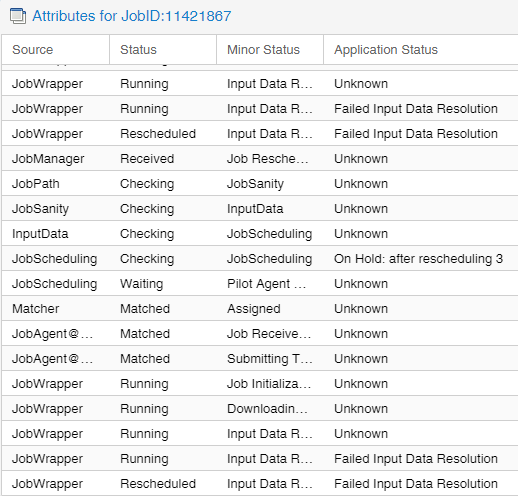 Attributes for JobID:11421867
Source Status Minor Status Application Status
JobWrapper Running Input Data R... Unknown
JobWrapper Running Input Data R... Failed Input Data Resolution
JobWrapper Rescheduled Input Data R... Failed Input Data Resolution
JobManager Received Job Resche... Unknown
JobPath Checking JobSanity Unknown
JobSanity Checking InputData Unknown
InputData Checking JobScheduling Unknown
JobScheduling Checking JobScheduling On Hold: after rescheduling 3
JobScheduling Waiting Pilot Agent ... Unknown
Matcher Matched Assigned Unknown
JobAgent@... Matched Job Receive... Unknown
JobAgent@... Matched Submitting T... Unknown
JobWrapper Running Job Initializa... Unknown
JobWrapper Running Downloadin... Unknown
JobWrapper Running Input Data R... Unknown
JobWrapper Running Input Data R... Failed Input Data Resolution
JobWrapper Rescheduled Input Data R... Failed Input Data Resolution